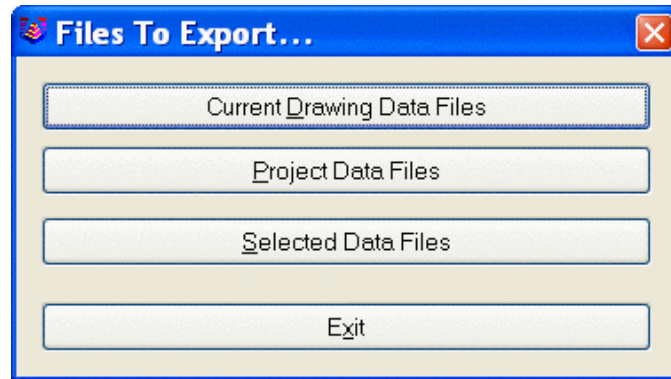 Files To Export...
Current Drawing Data Files
Project Data Files
Selected Data Files
Exit